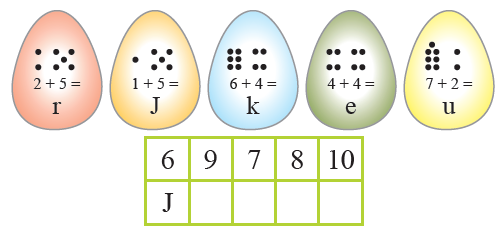 2 + 5 = 1 + 5 = 6 + 4 = 4 + 4 = 7 + 2 =
r J k e u
6 9 7 8 10
J